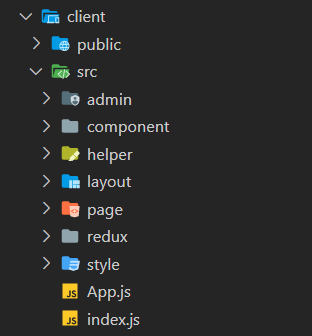 client
public
src
admin
component
helper
layout
page
redux
style
JS App.js
JS index.js